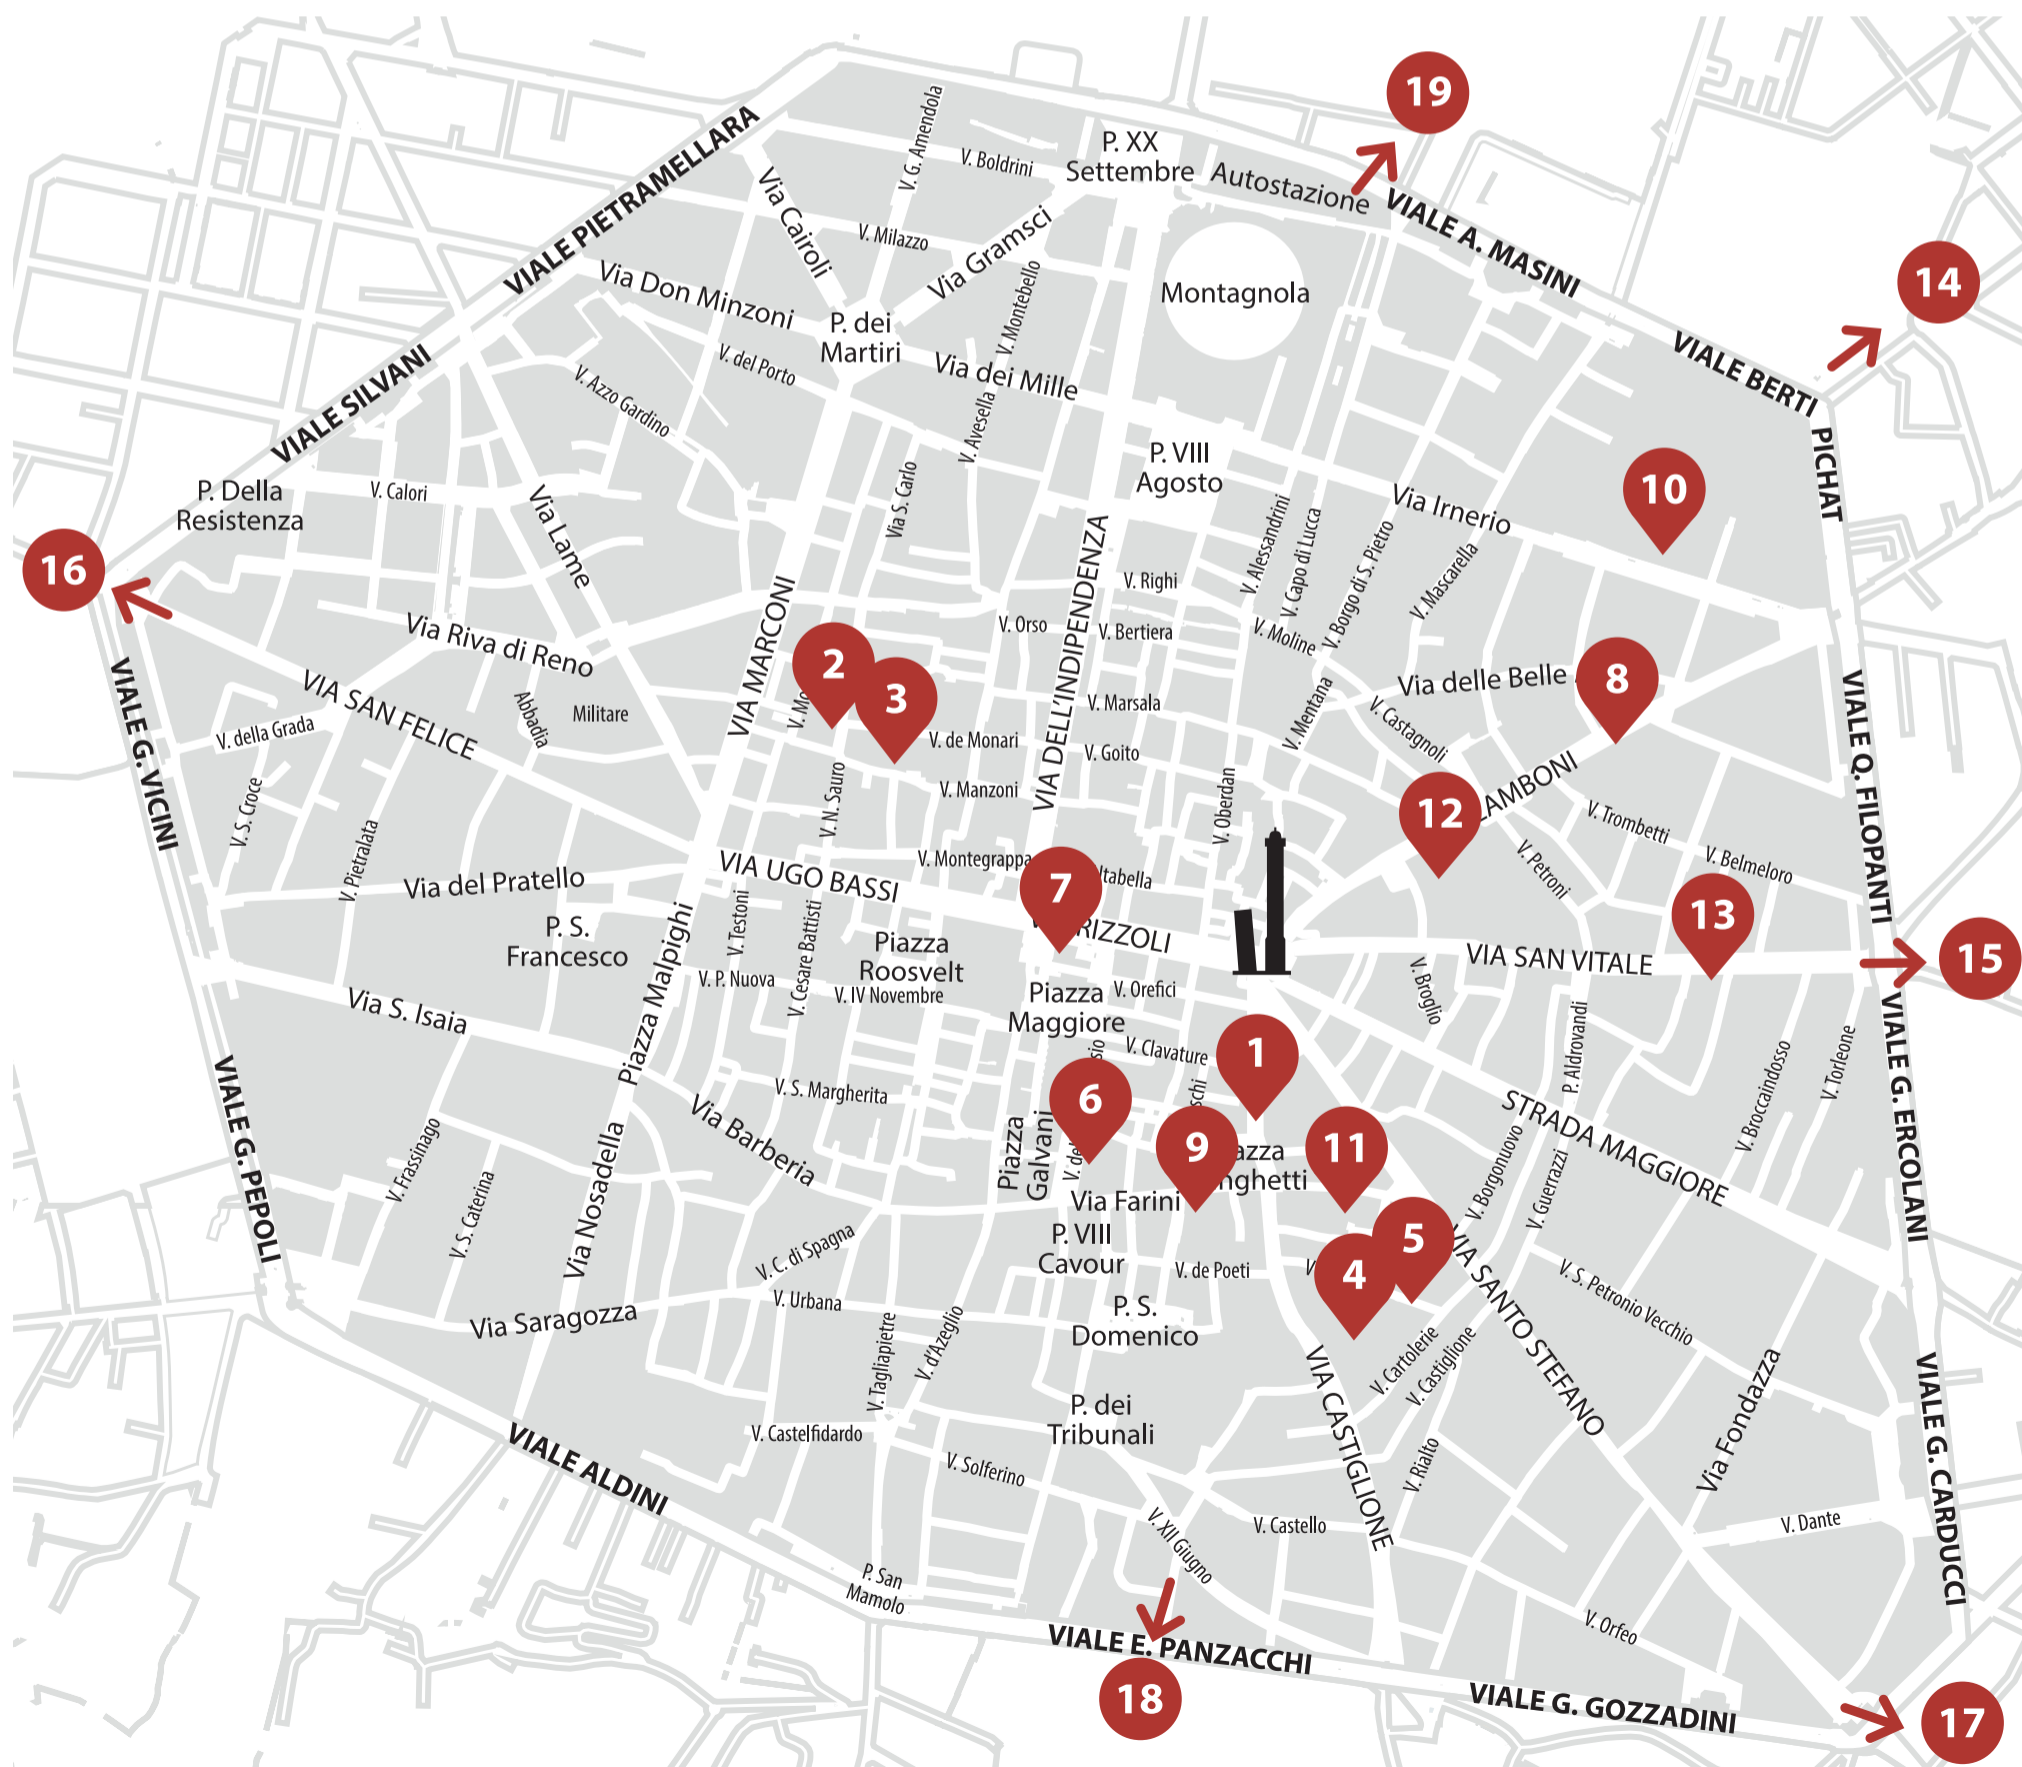 19
P. XX
Settembre
Autostazione
V. G. Amendola
V. Boldrini
VIALE PIETRAMELLARA
Via Cairoli
V. Milazzo
Via Gramsci
VIALE A. MASINI
14
Via Don Minzoni
V. Montebello
Montagnola
P. dei
Martiri
V. del Porto
Via dei Mille
VIALE BERTI
PICHAT
VIALE SILVANI
V. Azzo Gardino
V. Avesella
P. VIII
Agosto
10
P. Della
Resistenza
V. Calori
Via Lame
Via S. Carlo
Via Irnerio
V. Alessandrini
V. Capo di Lucca
V. Borgo di S. Pietro
V. Mascarella
16
VIA MARCONI
VIA DELL'INDIPENDENZA
V. Righi
V. Orso
V. Bertiera
V. Moline
Via Riva di Reno
2
3
8
Via delle Belle
VIALE G. VICINI
VIA SAN FELICE
Abbadia
Militare
V. Mo
V. Marsala
V. Mentana
V. Castagnoli
VIALE Q. FILOPANTI
V. della Grada
V. de Monari
V. Goito
V. S. Croce
V. N. Sauro
V. Manzoni
V. Oberdan
12
ZAMBONI
V. Trombetti
V. Pietralata
Via del Pratello
VIA UGO BASSI
V. Montegrappa
7
ltabella
V. Petroni
V. Belmeloro
13
P. S.
Francesco
Piazza Malpighi
V. Testoni
V. Cesare Battisti
Piazza
Roosvelt
RIZZOLI
VIA SAN VITALE
15
V. P. Nuova
V. IV Novembre
Piazza
Maggiore
V. Orefici
V. Broglio
Via S. Isaia
V. Clavature
sio
1
P. Aldrovandi
V. Broccaindosso
V. Torleone
VIALE G. ERCOLANI
VIALE G. PEPOLI
V. S. Margherita
Via Barberia
6
schi
STRADA MAGGIORE
V. Frassinago
V. S. Caterina
Via Nosadella
Piazza
Galvani
V. de
9
azza
nghetti
11
V. Borgonuovo
V. Guerrazzi
Via Farini
P. VIII
Cavour
V. C. di Spagna
V. Urbana
V. de Poeti
V
4
5
VIA SANTO STEFANO
V. S. Petronio Vecchio
Via Saragozza
V. Tagliapietre
V. d'Azeglio
P. S.
Domenico
V. Cartolerie
V. Castiglione
VIA CASTIGLIONE
Via Fondazza
VIALE G. CARDUCCI
P. dei
Tribunali
VIALE ALDINI
V. Castelfidardo
V. Solferino
V. Rialto
V. XII Giugno
V. Castello
V. Dante
P. San
Mamolo
V. Orfeo
VIALE E. PANZACCHI
18
VIALE G. GOZZADINI
17